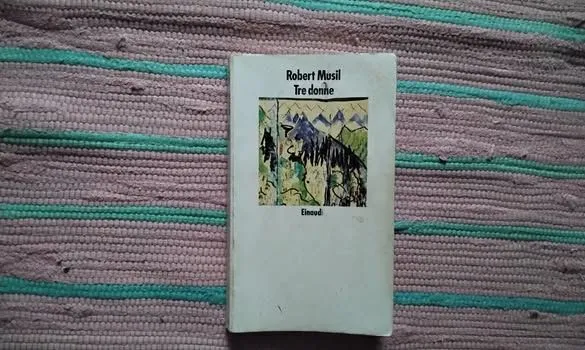 Robert Musil
Tre donne
Einaudi